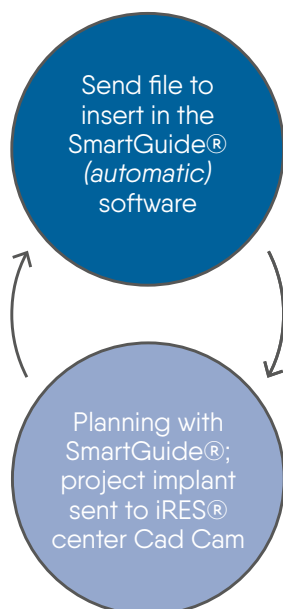 Send file to
insert in the
SmartGuide®
(automatic)
software
Planning with
SmartGuide®;
project implant
sent to iRES®
center Cad Cam